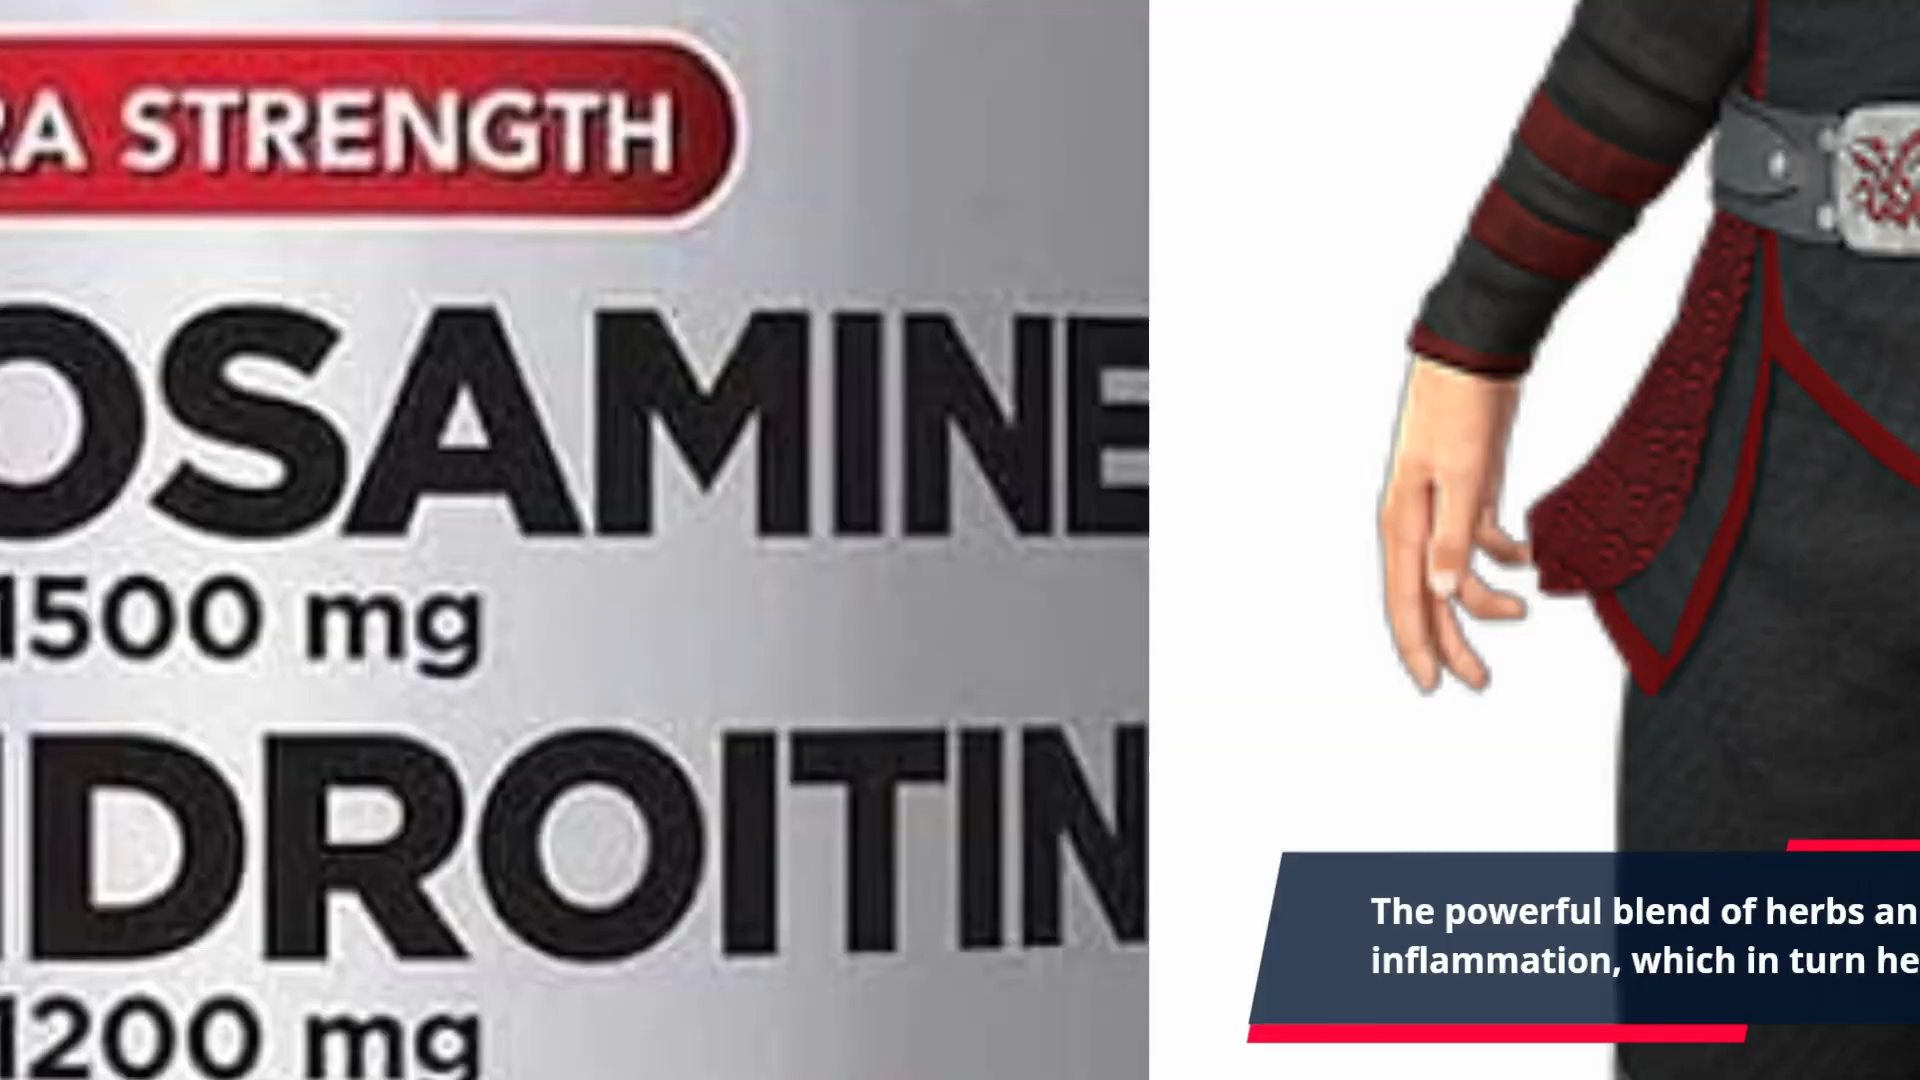 RA STRENGTH
OSAMINE
1500 mg
DROITIN
1200 mg
The powerful blend of herbs an
inflammation, which in turn he